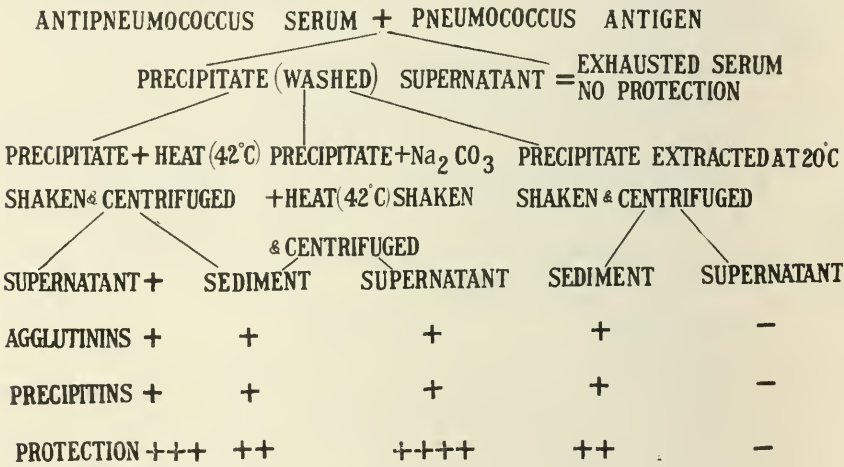 ANTIPNEUMOCOCCUS SERUM + PNEUMOCOCCUS ANTIGEN
PRECIPITATE (WASHED) SUPERNATANT = EXHAUSTED SERUM
NO PROTECTION
PRECIPITATE + HEAT (42°C) PRECIPITATE + Na₂ CO₃ PRECIPITATE EXTRACTED AT 20°C
SHAKEN & CENTRIFUGED + HEAT (42°C) SHAKEN SHAKEN & CENTRIFUGED
& CENTRIFUGED
SUPERNATANT + SEDIMENT SUPERNATANT SEDIMENT SUPERNATANT
AGGLUTININS + + + + −
PRECIPITINS + + + + −
PROTECTION +++ ++ ++++ ++ −